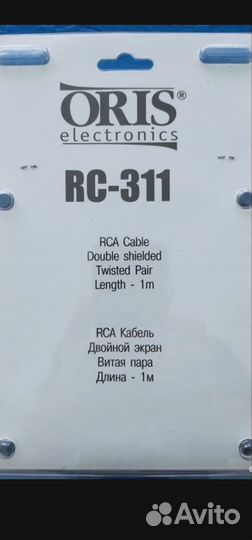 ORIS®
electronics
RC-311
RCA Cable
Double shielded
Twisted Pair
Length - 1m
RCA Кабель
Двойной экран
Витая пара
Длина - 1м
Avito